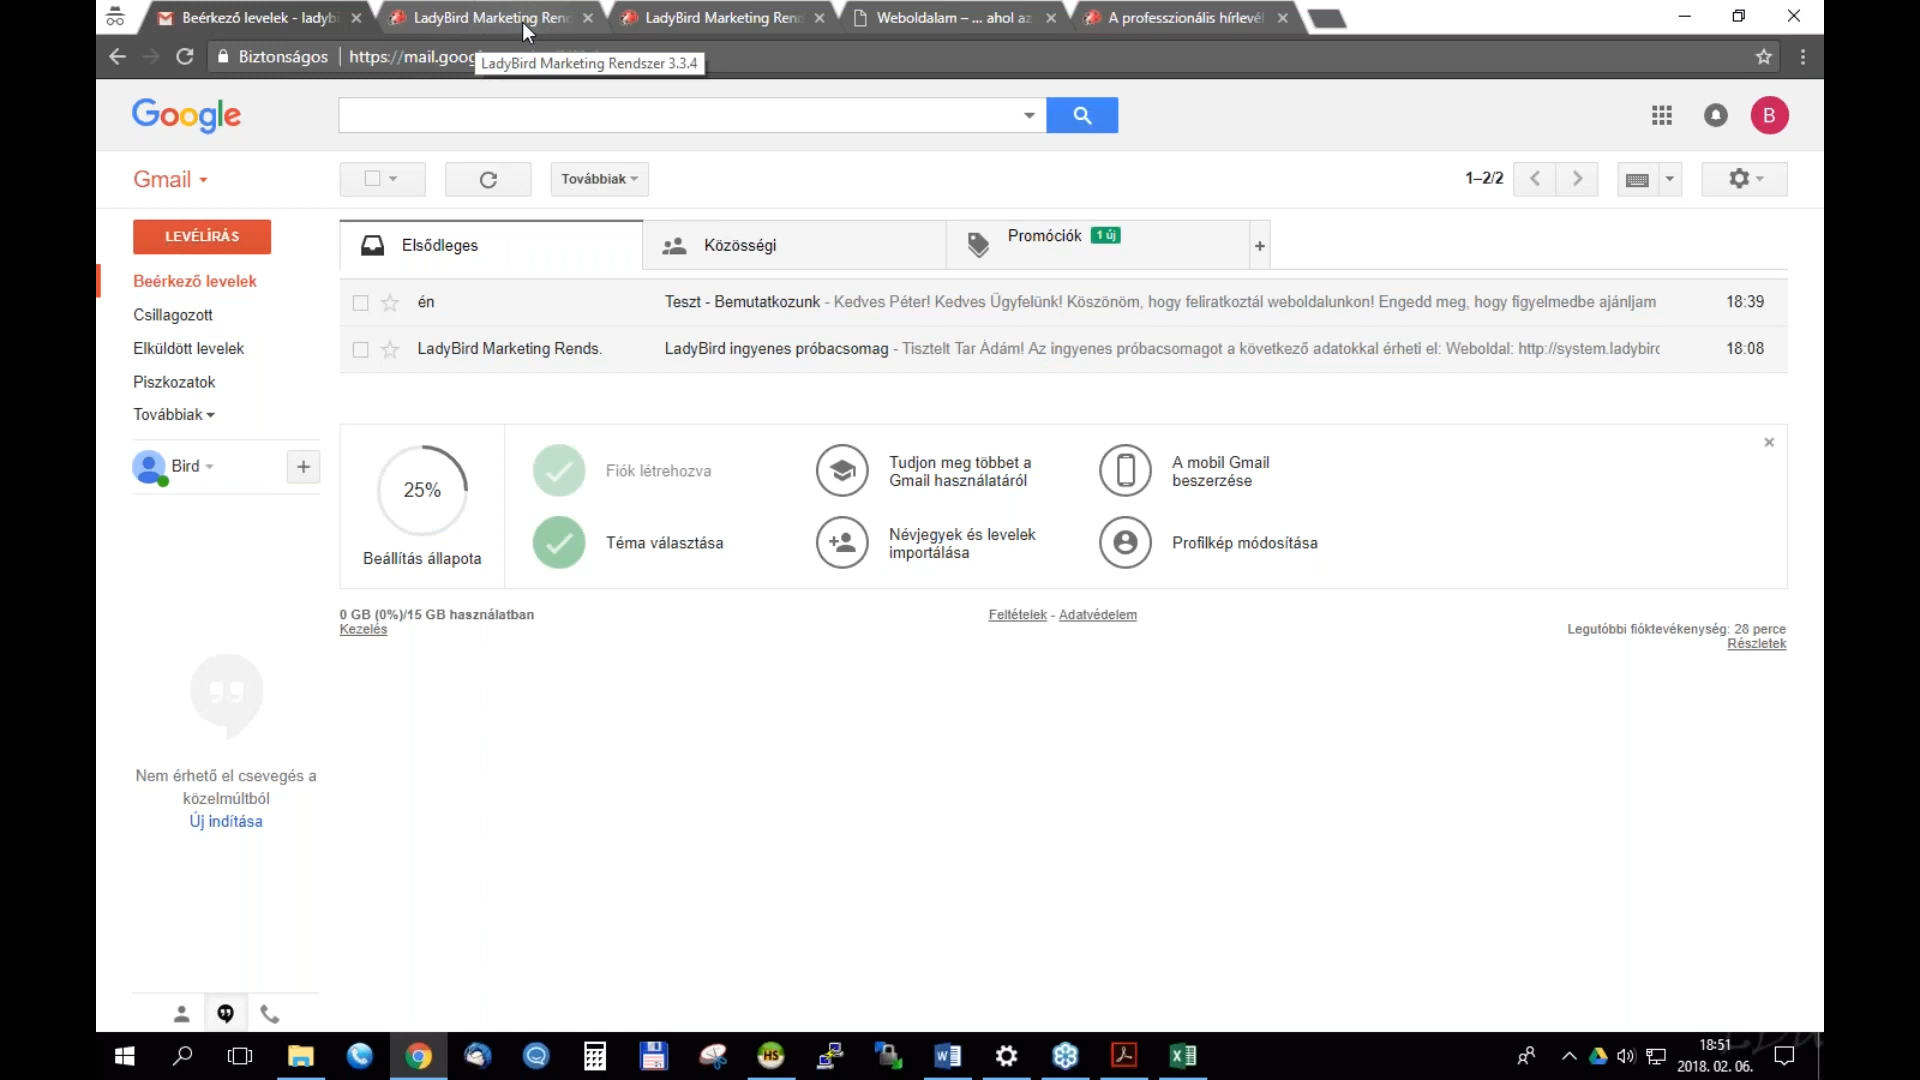 Beérkező levelek - ladybi
LadyBird Marketing Ren
LadyBird Marketing Ren
Weboldalam – ... ahol az
A professzionális hírlevél
Biztonságos
https://mail.goog
LadyBird Marketing Rendszer 3.3.4
Google
B
Gmail
Továbbiak
1–2/2
LEVÉLÍRÁS
Elsődleges
Közösségi
Promóciók
1 új
+
Beérkező levelek
Csillagozott
Elküldött levelek
Piszkozatok
Továbbiak
én
Teszt - Bemutatkozunk - Kedves Péter! Kedves Ügyfelünk! Köszönöm, hogy feliratkoztál weboldalunkon! Engedd meg, hogy figyelmedbe ajánljam
18:39
LadyBird Marketing Rends.
LadyBird ingyenes próbacsomag - Tisztelt Tar Ádám! Az ingyenes próbacsomagot a következő adatokkal érheti el: Weboldal: http://system.ladybird
18:08
Bird
+
25%
Beállítás állapota
Fiók létrehozva
Téma választása
Tudjon meg többet a
Gmail használatáról
Névjegyek és levelek
importálása
A mobil Gmail
beszerzése
Profilkép módosítása
0 GB (0%)/15 GB használatban
Kezelés
Feltételek - Adatvédelem
Legutóbbi fióktevékenység: 28 perce
Részletek
Nem érhető el csevegés a
közelmúltból
Új indítása
HS
18:51
2018. 02. 06.